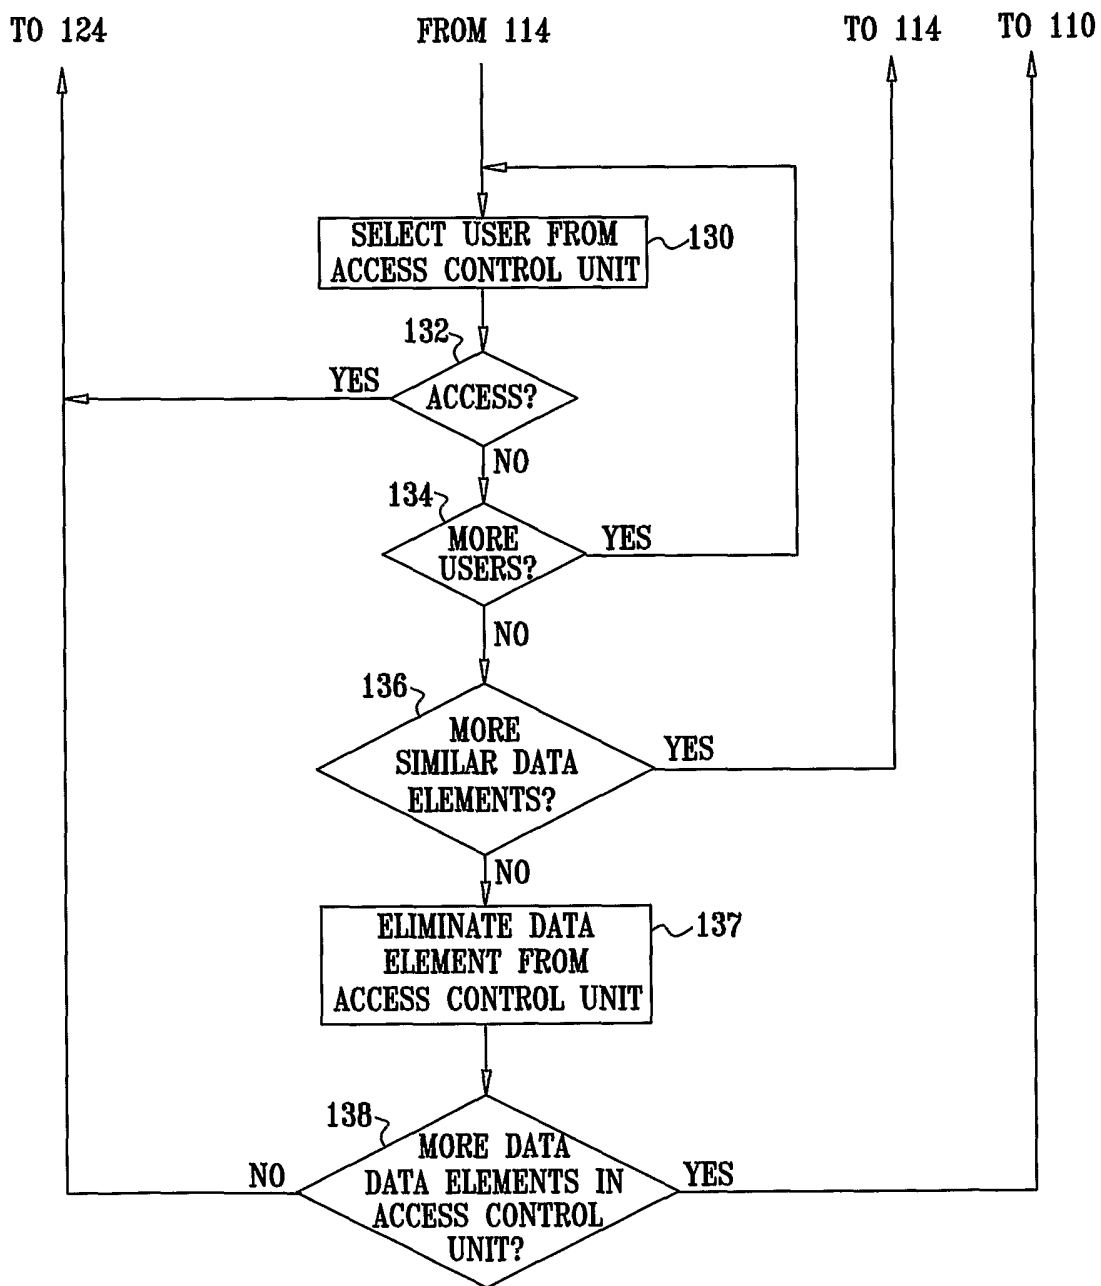 TO 124
FROM 114
TO 114
TO 110
SELECT USER FROM
ACCESS CONTROL UNIT
130
132
YES
ACCESS?
NO
134
MORE
USERS?
YES
NO
136
MORE
SIMILAR DATA
ELEMENTS?
YES
NO
ELIMINATE DATA
ELEMENT FROM
ACCESS CONTROL UNIT
137
138
MORE DATA
DATA ELEMENTS IN
ACCESS CONTROL
UNIT?
NO
YES